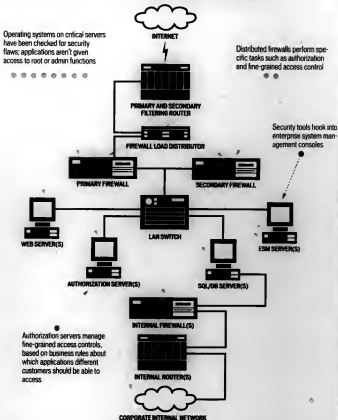 INTERNET
Operating systems on critical servers
have been checked for security
flaws; applications aren't given
access to root or admin functions
Distributed firewalls perform spe-
cific tasks such as authorization
and fine-grained access control
PRIMARY AND SECONDARY
FILTERING ROUTER
FIREWALL LOAD DISTRIBUTOR
Security tools hook into
enterprise system man-
agement consoles
PRIMARY FIREWALL
SECONDARY FIREWALL
LAN SWITCH
WEB SERVER(S)
ESM SERVER(S)
AUTHORIZATION SERVER(S)
SQL/DB SERVER(S)
INTERNAL FIREWALL(S)
Authorization servers manage
fine-grained access controls,
based on business rules about
which applications different
customers should be able to
access
INTERNAL ROUTER(S)
CORPORATE INTERNAL NETWORK